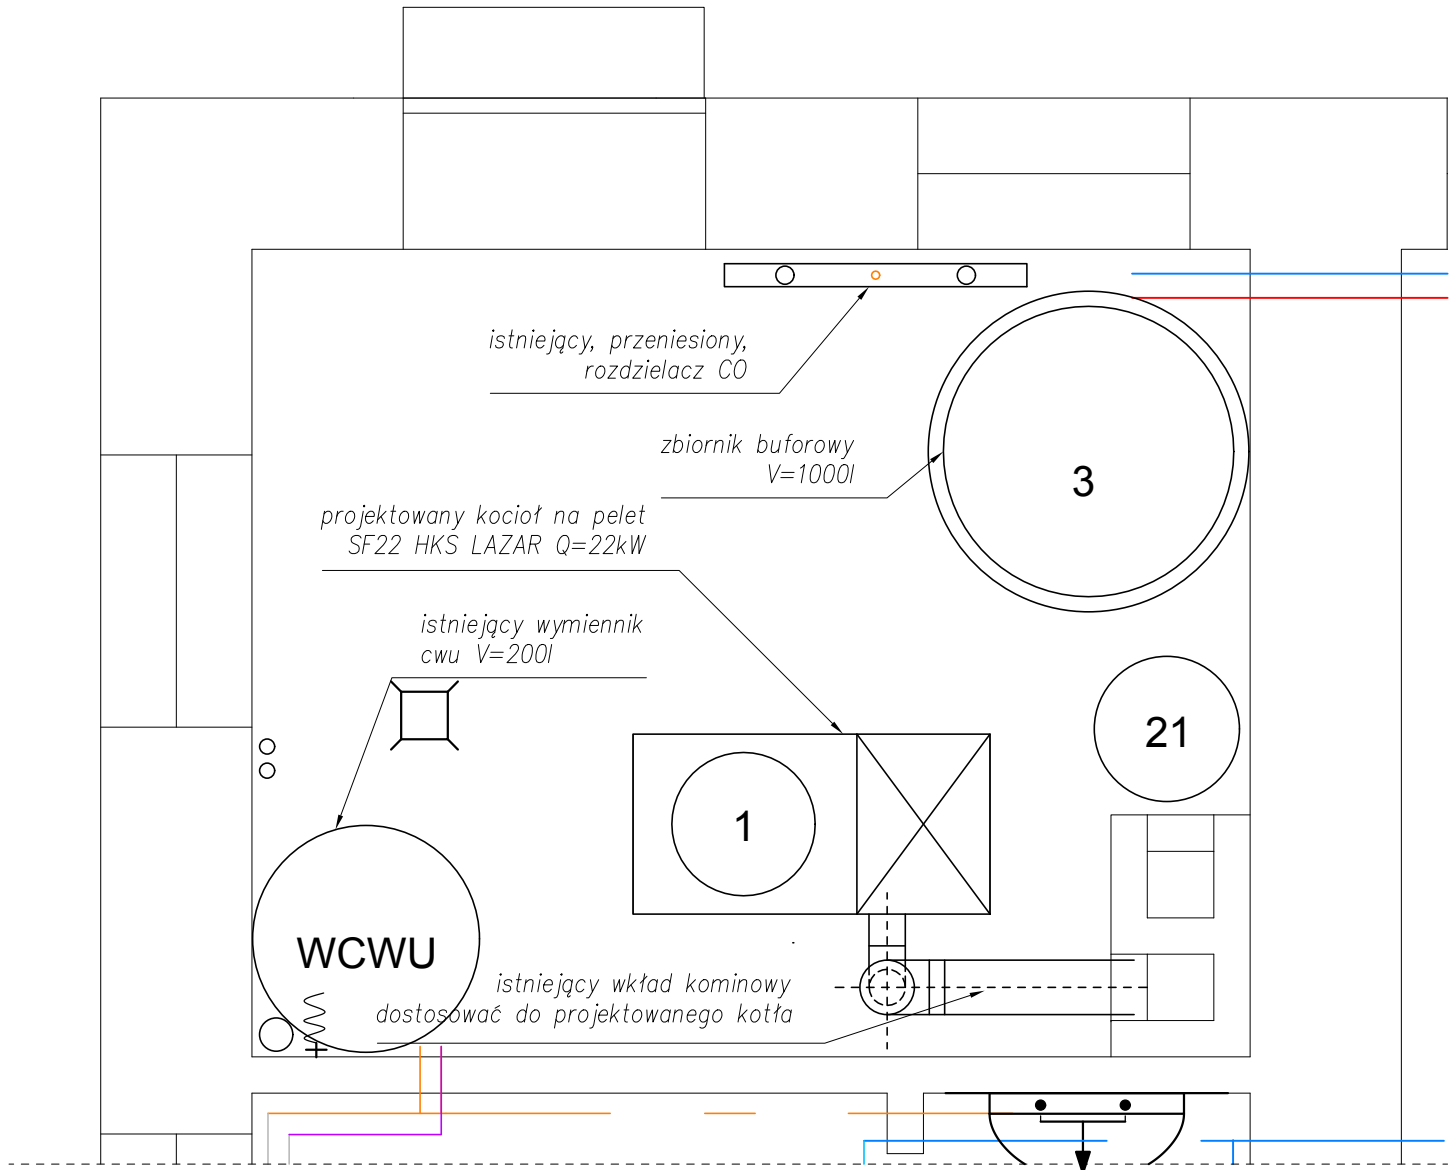 istniejący, przeniesiony,
rozdzielacz CO
zbiornik buforowy
V=1000l
3
projektowany kocioł na pelet
SF22 HKS LAZAR Q=22kW
istniejący wymiennik
cwu V=200l
21
1
WCWU
istniejący wkład kominowy
dostosować do projektowanego kotła